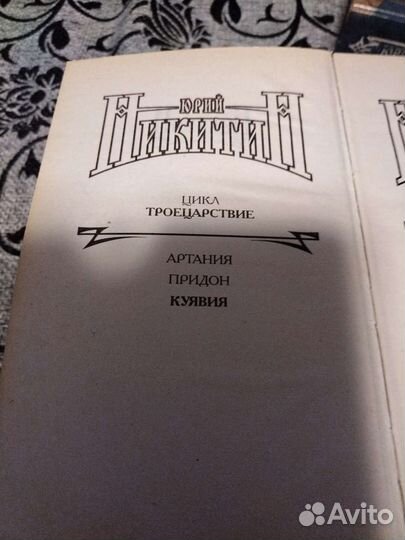 ЮРИЙ
НИКИТИН
ЦИКЛ
ТРОЕЦАРСТВИЕ
АРТАНИЯ
ПРИДОН
КУЯВИЯ
Avito